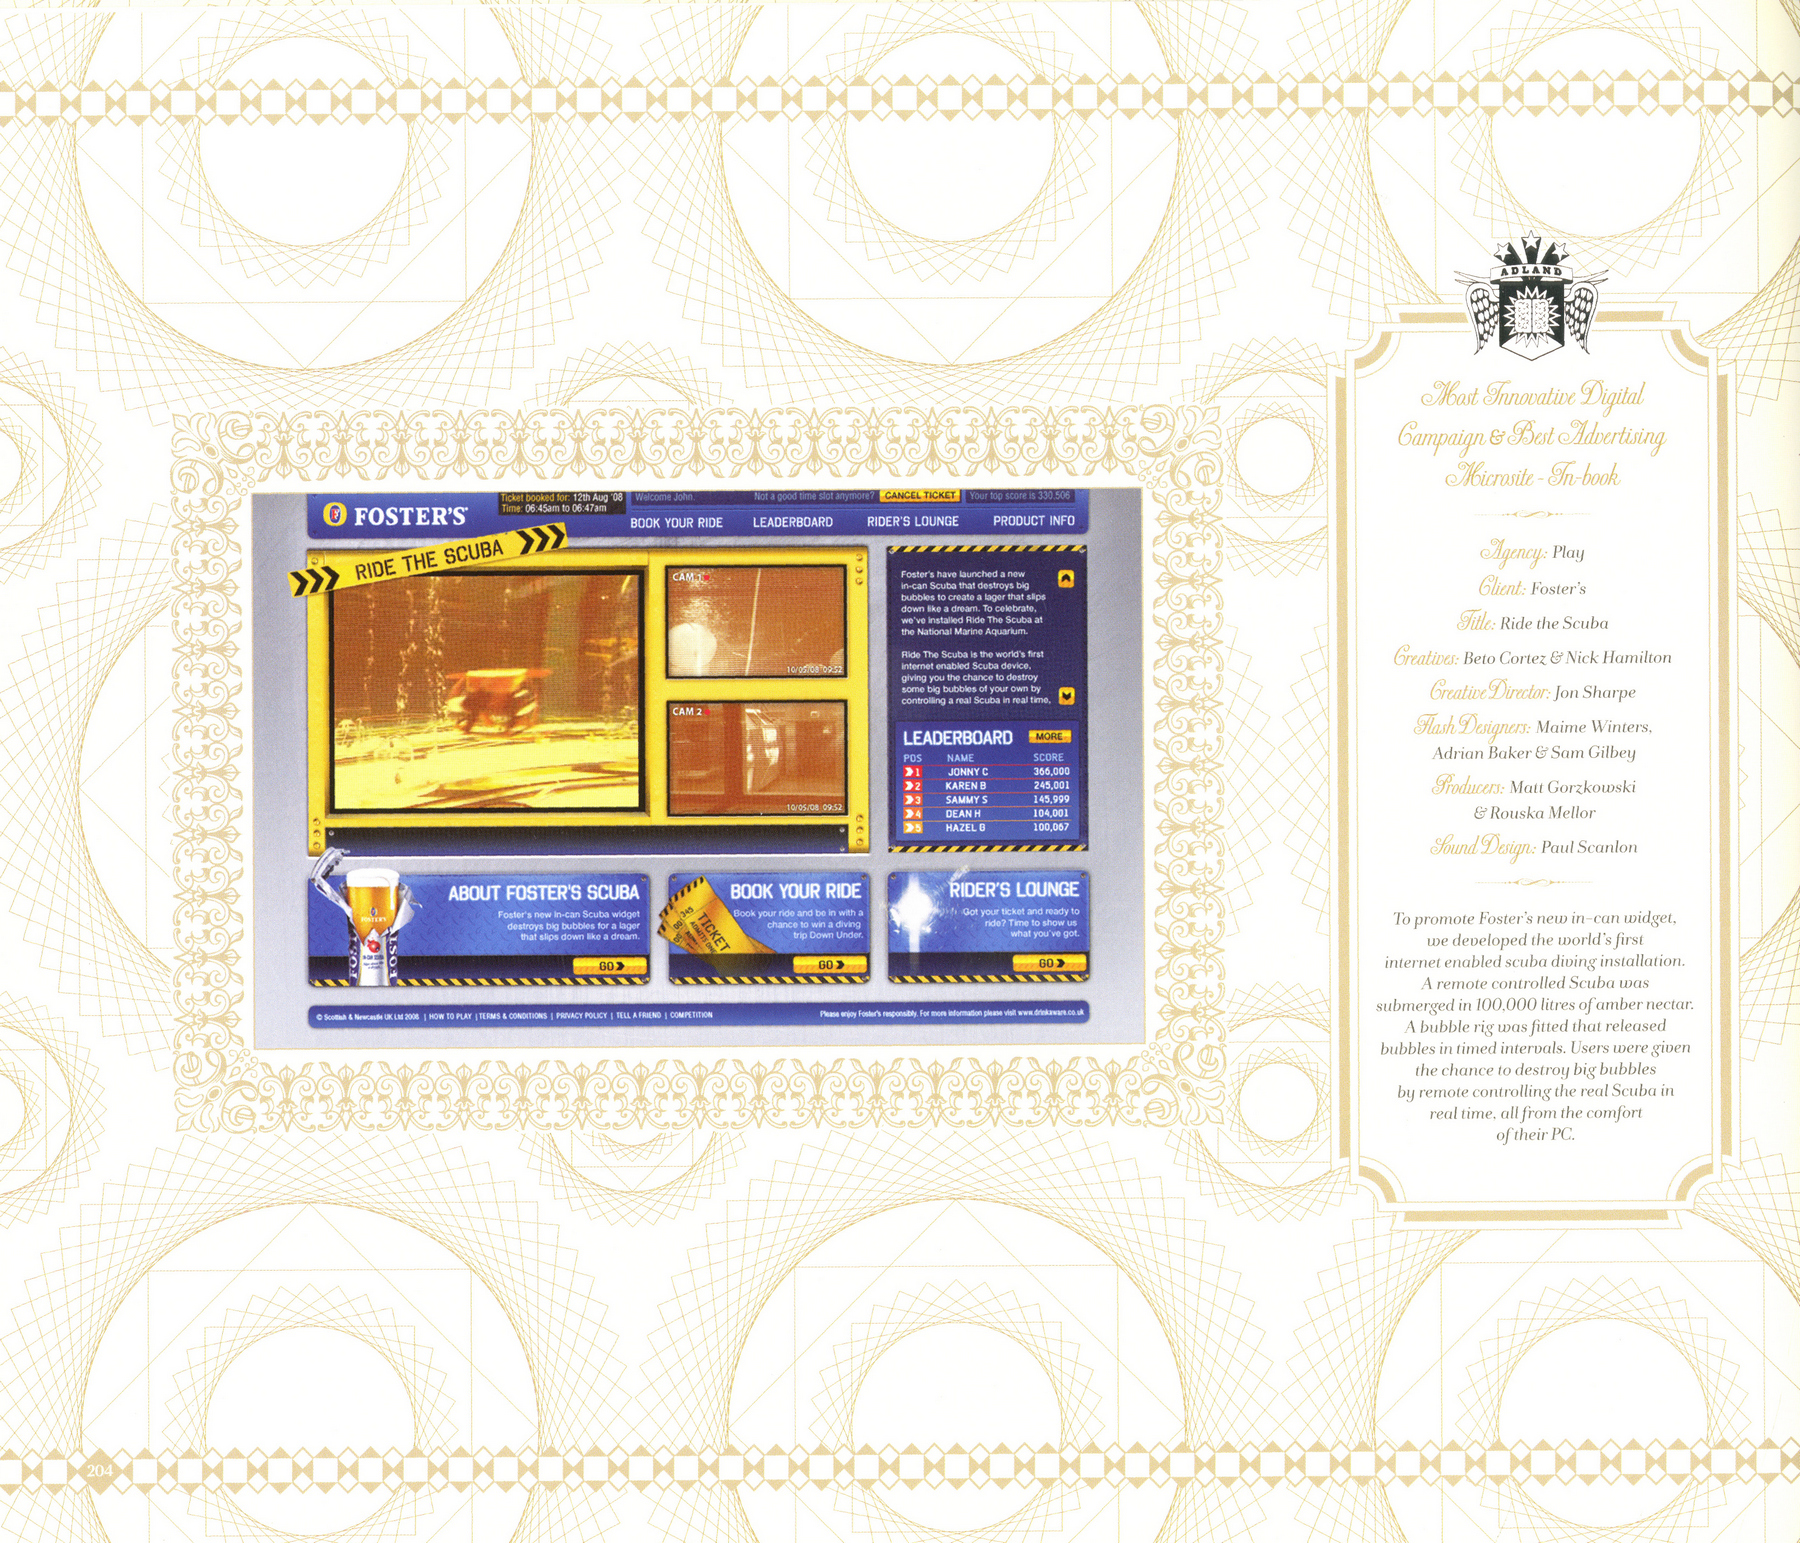 Ticket booked for: 12th Aug '08
Time: 06:45am to 06:47am
Welcome John.
Not a good time slot anymore?
CANCEL TICKET
Your top score is 330,506
FOSTER'S
BOOK YOUR RIDE
LEADERBOARD
RIDER'S LOUNGE
PRODUCT INFO
RIDE THE SCUBA
CAM 1
10/05/08 09:52
CAM 2
10/05/08 09:52
Foster's have launched a new
in-can Scuba that destroys big
bubbles to create a lager that slips
down like a dream. To celebrate,
we've installed Ride The Scuba at
the National Marine Aquarium.
Ride The Scuba is the world's first
internet enabled Scuba device,
giving you the chance to destroy
some big bubbles of your own by
controlling a real Scuba in real time,
LEADERBOARD
MORE
POS NAME SCORE
1 JONNY C 366,000
2 KAREN B 245,001
3 SAMMY S 145,999
4 DEAN H 104,001
5 HAZEL G 100,067
ABOUT FOSTER'S SCUBA
Foster's new in-can Scuba widget
destroys big bubbles for a lager
that slips down like a dream.
GO
BOOK YOUR RIDE
Book your ride and be in with a
chance to win a diving
trip Down Under.
GO
TICKET
RIDER'S LOUNGE
Got your ticket and ready to
ride? Time to show us
what you've got.
GO
© Scottish & Newcastle UK Ltd 2008 | HOW TO PLAY | TERMS & CONDITIONS | PRIVACY POLICY | TELL A FRIEND | COMPETITION
Please enjoy Foster's responsibly. For more information please visit www.drinkaware.co.uk
ADLAND
Most Innovative Digital
Campaign & Best Advertising
Microsite - In-book
Agency: Play
Client: Foster's
Title: Ride the Scuba
Creatives: Beto Cortez & Nick Hamilton
Creative Director: Jon Sharpe
Flash Designers: Maime Winters,
Adrian Baker & Sam Gilbey
Producers: Matt Gorzkowski
& Rouska Mellor
Sound Design: Paul Scanlon
To promote Foster's new in-can widget,
we developed the world's first
internet enabled scuba diving installation.
A remote controlled Scuba was
submerged in 100,000 litres of amber nectar.
A bubble rig was fitted that released
bubbles in timed intervals. Users were given
the chance to destroy big bubbles
by remote controlling the real Scuba in
real time, all from the comfort
of their PC.
204